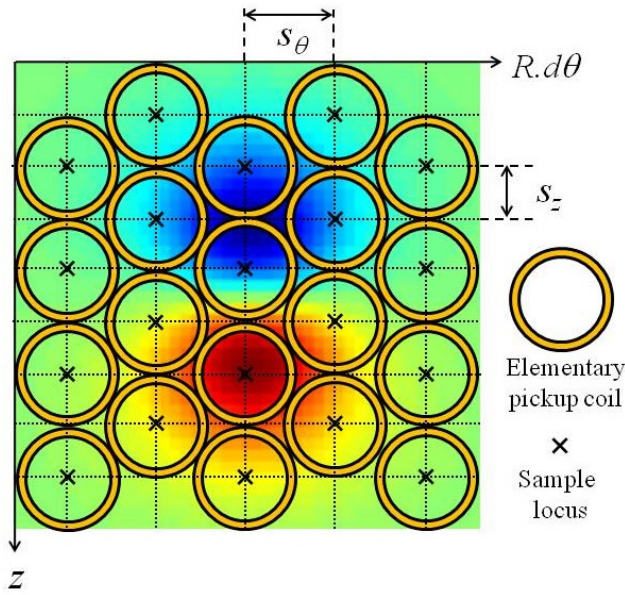 s_θ
R.dθ
s_z
Elementary
pickup coil
Sample
locus
z